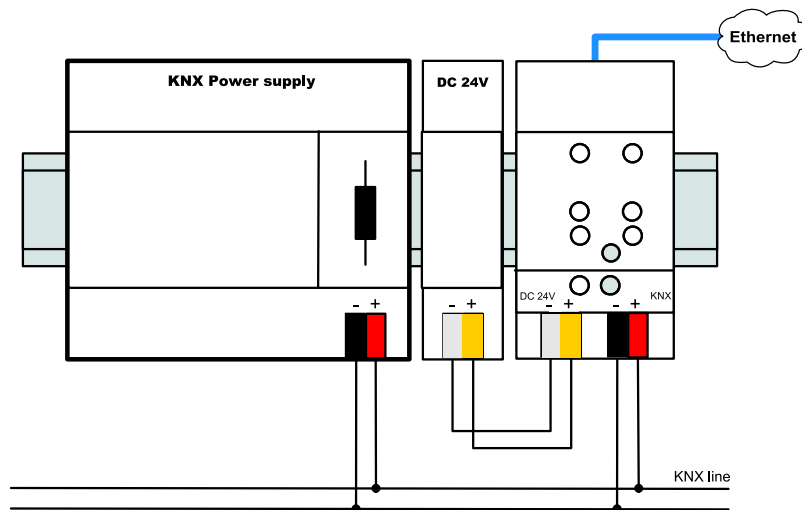 Ethernet
KNX Power supply
DC 24V
DC 24V
KNX
- +
- +
- +
- +
KNX line